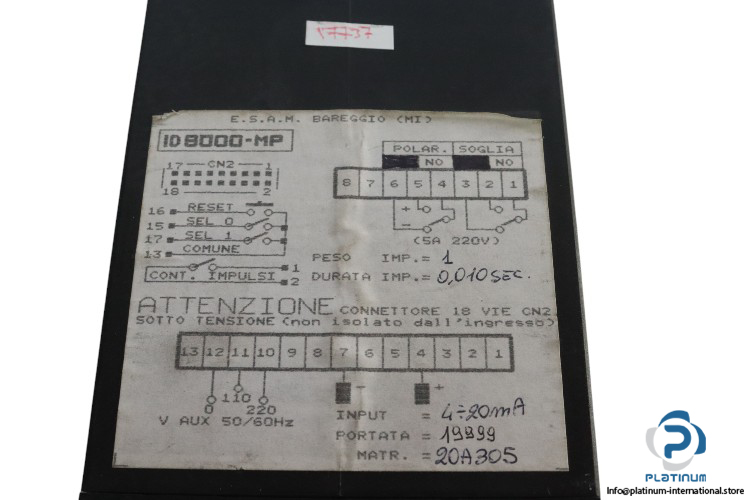 17737
E.S.A.M. BAREGGIO (MI)
ID 8000-MP
POLAR. SOGLIA
NO NO
17 CN2 1
18 2
8 7 6 5 4 3 2 1
16 RESET
15 SEL 0
17 SEL 1
13 COMUNE
+
-
(5A 220V)
CONT. IMPULSI 1
2
PESO IMP. = 1
DURATA IMP. = 0,010 SEC.
ATTENZIONE CONNETTORE 18 VIE CN2.
SOTTO TENSIONE (non isolato dall'ingresso)
13 12 11 10 9 8 7 6 5 4 3 2 1
- +
0 110 220
V AUX 50/60Hz
INPUT = 4÷20mA
PORTATA = 19999
MATR. = 20A305
PLATINUM
Info@platinum-international.store